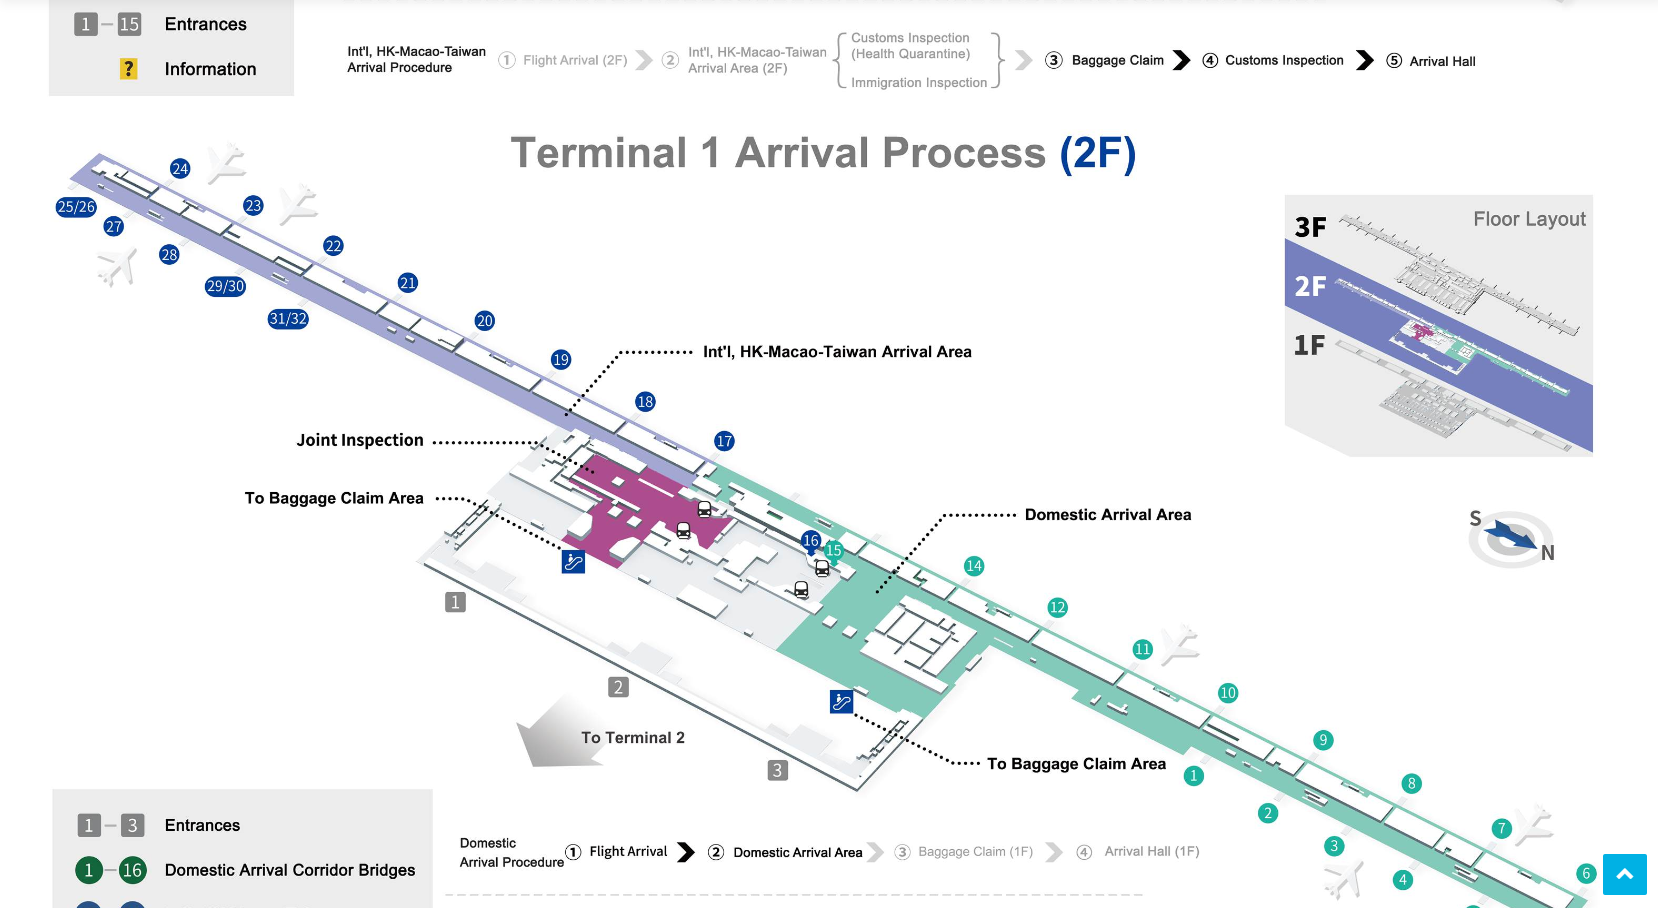 1 – 15 Entrances
? Information
Int'l, HK-Macao-Taiwan
Arrival Procedure
① Flight Arrival (2F)
② Int'l, HK-Macao-Taiwan
Arrival Area (2F)
Customs Inspection
(Health Quarantine)
Immigration Inspection
③ Baggage Claim
④ Customs Inspection
⑤ Arrival Hall
Terminal 1 Arrival Process (2F)
24
23
25/26
27
22
28
21
29/30
31/32
20
19
18
17
Floor Layout
3F
2F
1F
Int'l, HK-Macao-Taiwan Arrival Area
Joint Inspection
To Baggage Claim Area
Domestic Arrival Area
S
N
16
15
14
12
11
10
9
8
7
6
1
2
3
4
1
2
3
To Terminal 2
To Baggage Claim Area
1 – 3 Entrances
1 – 16 Domestic Arrival Corridor Bridges
Domestic
Arrival Procedure
① Flight Arrival
② Domestic Arrival Area
③ Baggage Claim (1F)
④ Arrival Hall (1F)